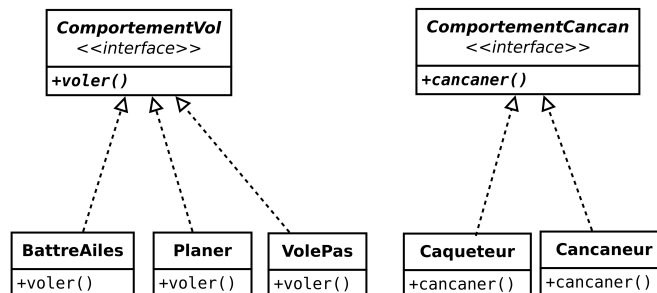 ComportementVol
<<interface>>
+voler()
ComportementCancan
<<interface>>
+cancaner()
BattreAiles
+voler()
Planer
+voler()
VolePas
+voler()
Caqueteur
+cancaner()
Cancaneur
+cancaner()